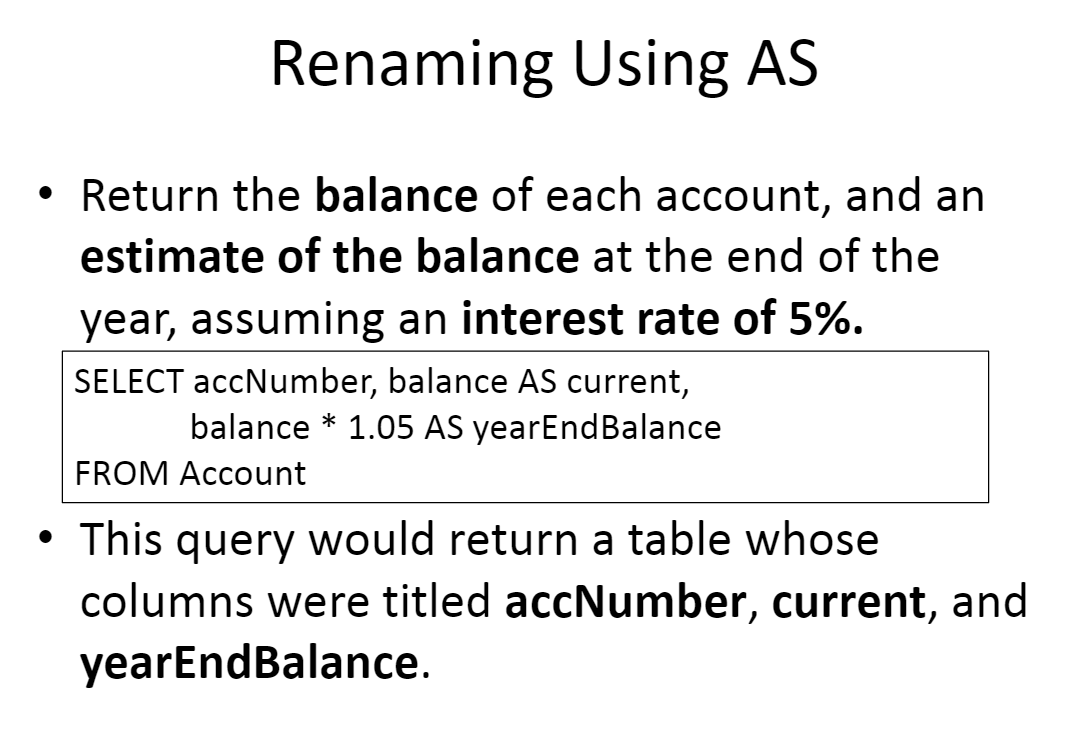 Renaming Using AS
• Return the balance of each account, and an
estimate of the balance at the end of the
year, assuming an interest rate of 5%.
SELECT accNumber, balance AS current,
balance * 1.05 AS yearEndBalance
FROM Account
• This query would return a table whose
columns were titled accNumber, current, and
yearEndBalance.